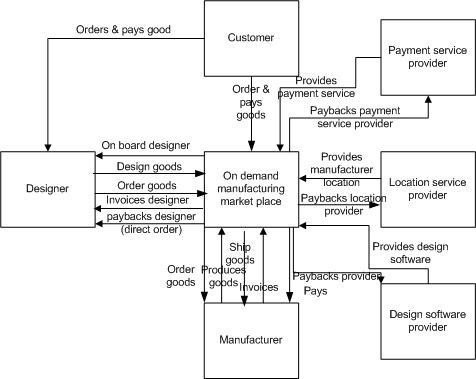 Customer
Orders & pays good
Payment service
provider
Order &
pays
goods
Provides
payment service
Paybacks payment
service provider
On board designer
Design goods
Order goods
Invoices designer
paybacks designer
(direct order)
Designer
On demand
manufacturing
market place
Provides
manufacturer
location
Paybacks location
provider
Location service
provider
Ship
goods
Order
goods
Produces
goods
Invoices
Paybacks provider
Pays
Provides design
software
Design software
provider
Manufacturer